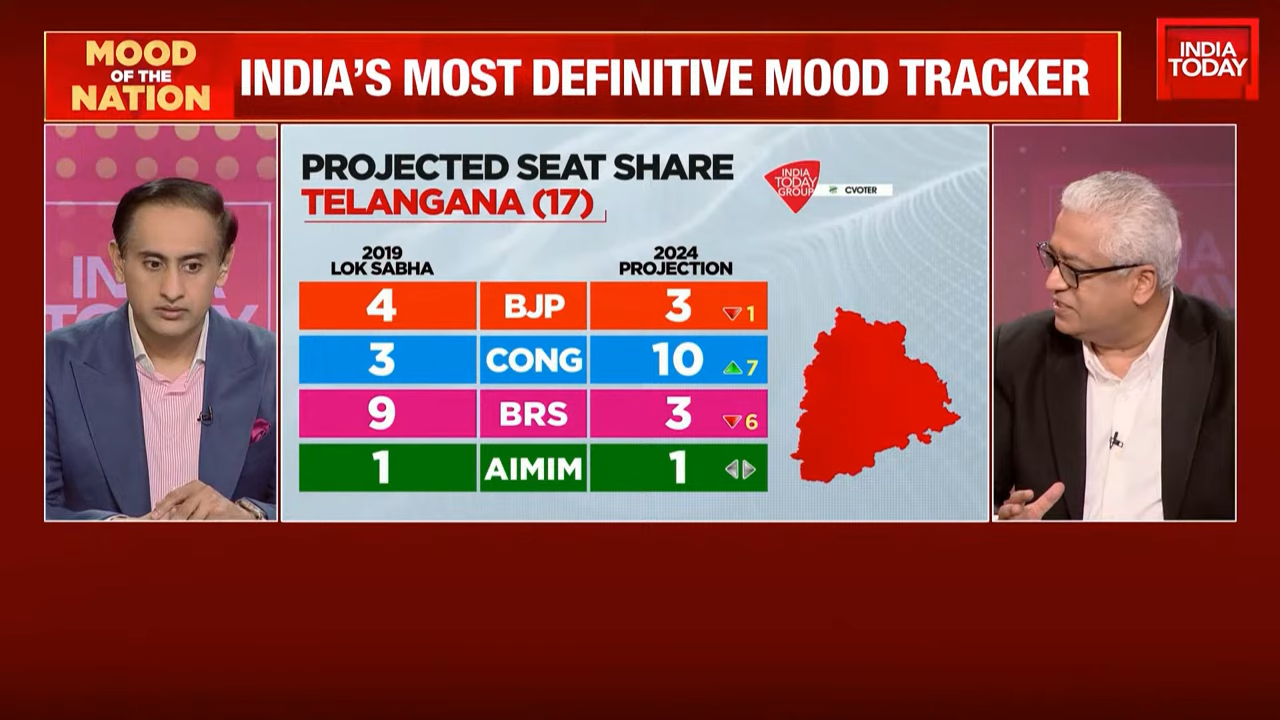 MOOD
OF THE
NATION
INDIA'S MOST DEFINITIVE MOOD TRACKER
INDIA
TODAY
PROJECTED SEAT SHARE
TELANGANA (17)
INDIA
TODAY
GROUP
CVOTER
2019
LOK SABHA
2024
PROJECTION
4 BJP 3 1
3 CONG 10 7
9 BRS 3 6
1 AIMIM 1